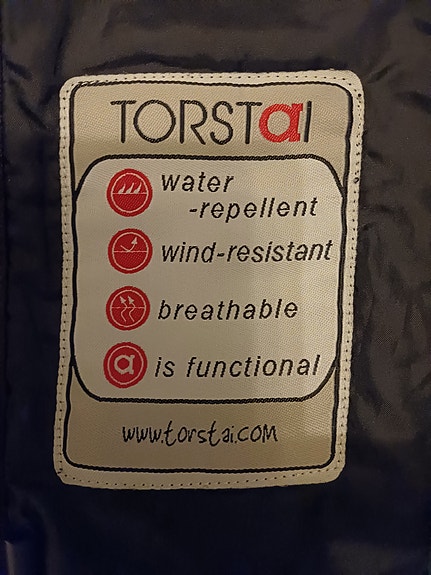 TORSTaI
water
-repellent
wind-resistant
breathable
a is functional
www.torstai.com